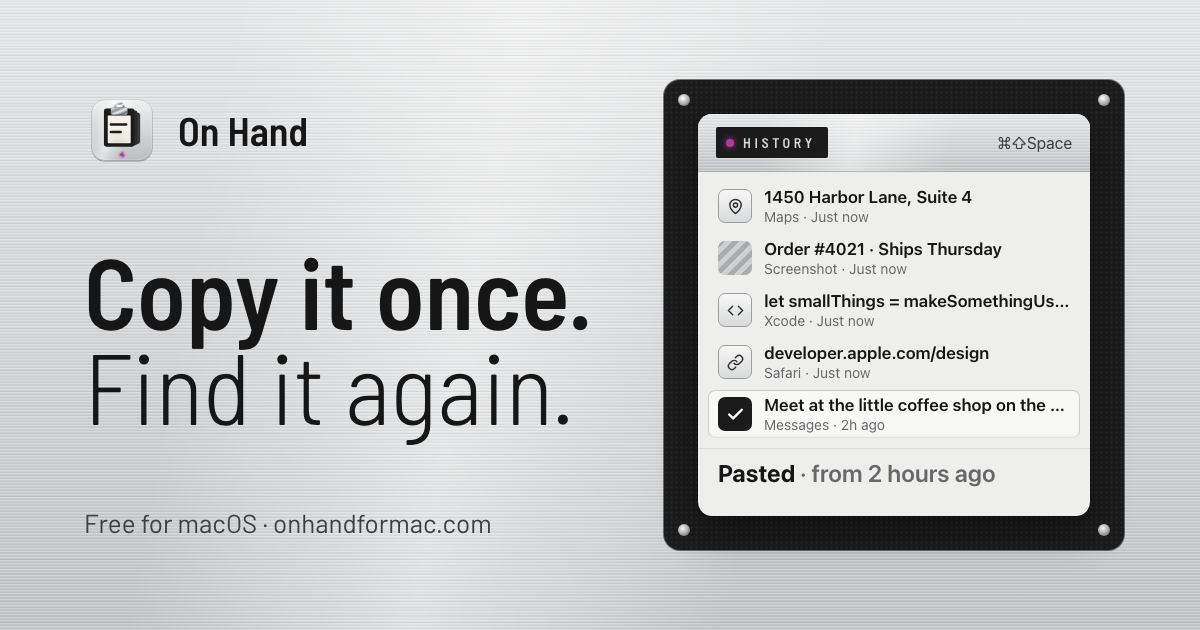 On Hand
Copy it once.
Find it again.
Free for macOS · onhandformac.com
HISTORY
⌘⇧Space
1450 Harbor Lane, Suite 4
Maps · Just now
Order #4021 · Ships Thursday
Screenshot · Just now
let smallThings = makeSomethingUs...
Xcode · Just now
developer.apple.com/design
Safari · Just now
Meet at the little coffee shop on the ...
Messages · 2h ago
Pasted · from 2 hours ago